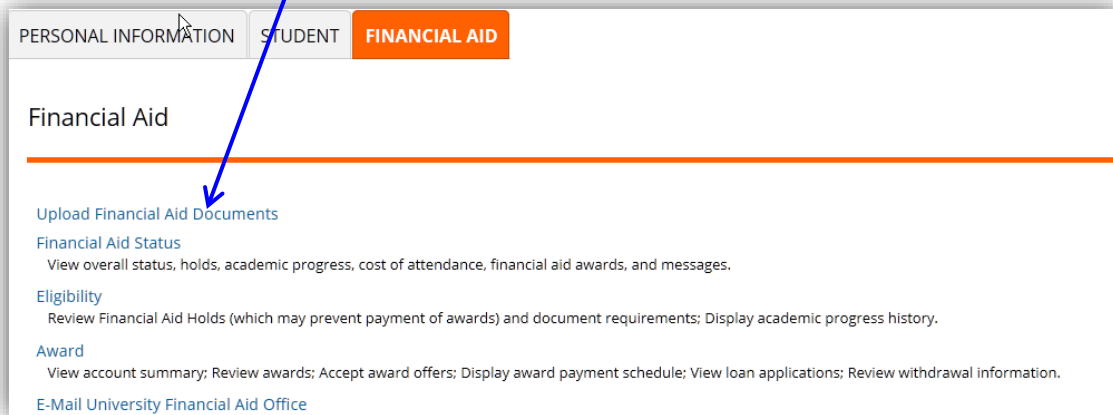 PERSONAL INFORMATION STUDENT FINANCIAL AID
Financial Aid
Upload Financial Aid Documents
Financial Aid Status
View overall status, holds, academic progress, cost of attendance, financial aid awards, and messages.
Eligibility
Review Financial Aid Holds (which may prevent payment of awards) and document requirements; Display academic progress history.
Award
View account summary; Review awards; Accept award offers; Display award payment schedule; View loan applications; Review withdrawal information.
E-Mail University Financial Aid Office